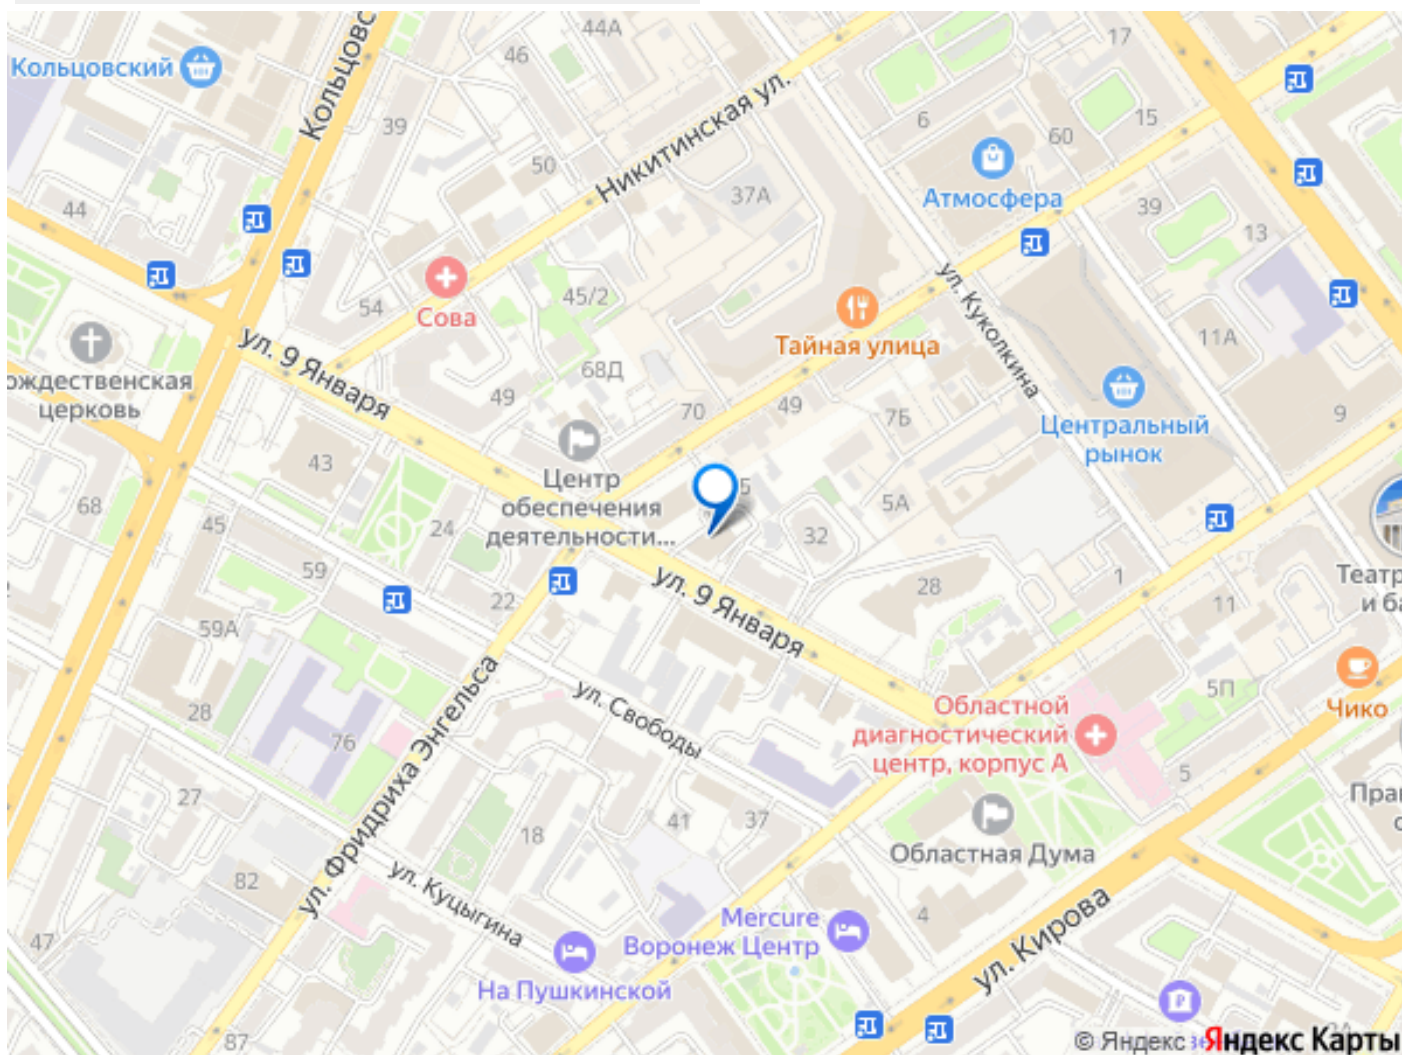 44А
17
Кольцовский
46
Кольцовс
39
Никитинская ул.
6
60
15
50
37А
Атмосфера
44
39
13
54
Сова
45/2
ул. Куколкина
Тайная улица
11А
ул. 9 Января
ождественская
церковь
68Д
49
70
49
7Б
9
Центральный
рынок
43
Центр
обеспечения
деятельности...
5
5А
68
45
24
32
59
22
28
1
11
Театр
и ба
59А
ул. 9 Января
ул. Фридриха Энгельса
ул. Свободы
28
76
5П
Чико
Областной
диагностический
центр, корпус А
5
27
18
41
37
Пра
с
Областная Дума
82
ул. Куцыгина
47
4
Mercure
Воронеж Центр
ул. Кирова
На Пушкинской
87
© Яндекс Яндекс Карты